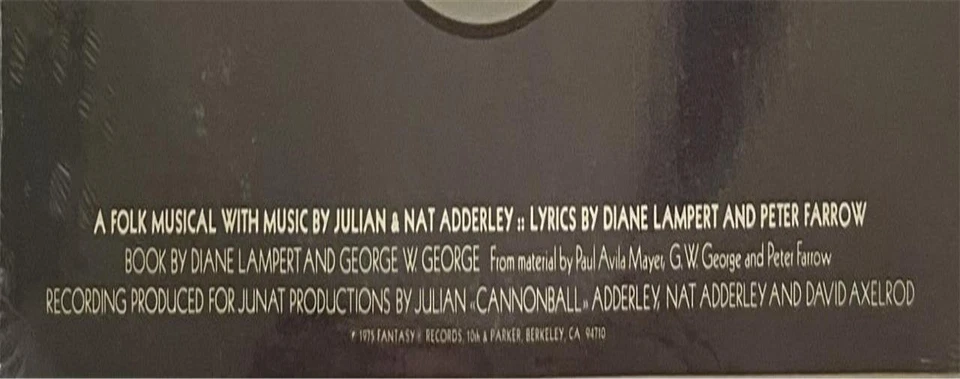 A FOLK MUSICAL WITH MUSIC BY JULIAN & NAT ADDERLEY :: LYRICS BY DIANE LAMPERT AND PETER FARROW
BOOK BY DIANE LAMPERT AND GEORGE W. GEORGE From material by Paul Avila Mayer, G.W. George and Peter Farrow
RECORDING PRODUCED FOR JUNAT PRODUCTIONS BY JULIAN «CANNONBALL» ADDERLEY, NAT ADDERLEY AND DAVID AXELROD
℗ 1975 FANTASY ® RECORDS, 10th & PARKER, BERKELEY, CA 94710